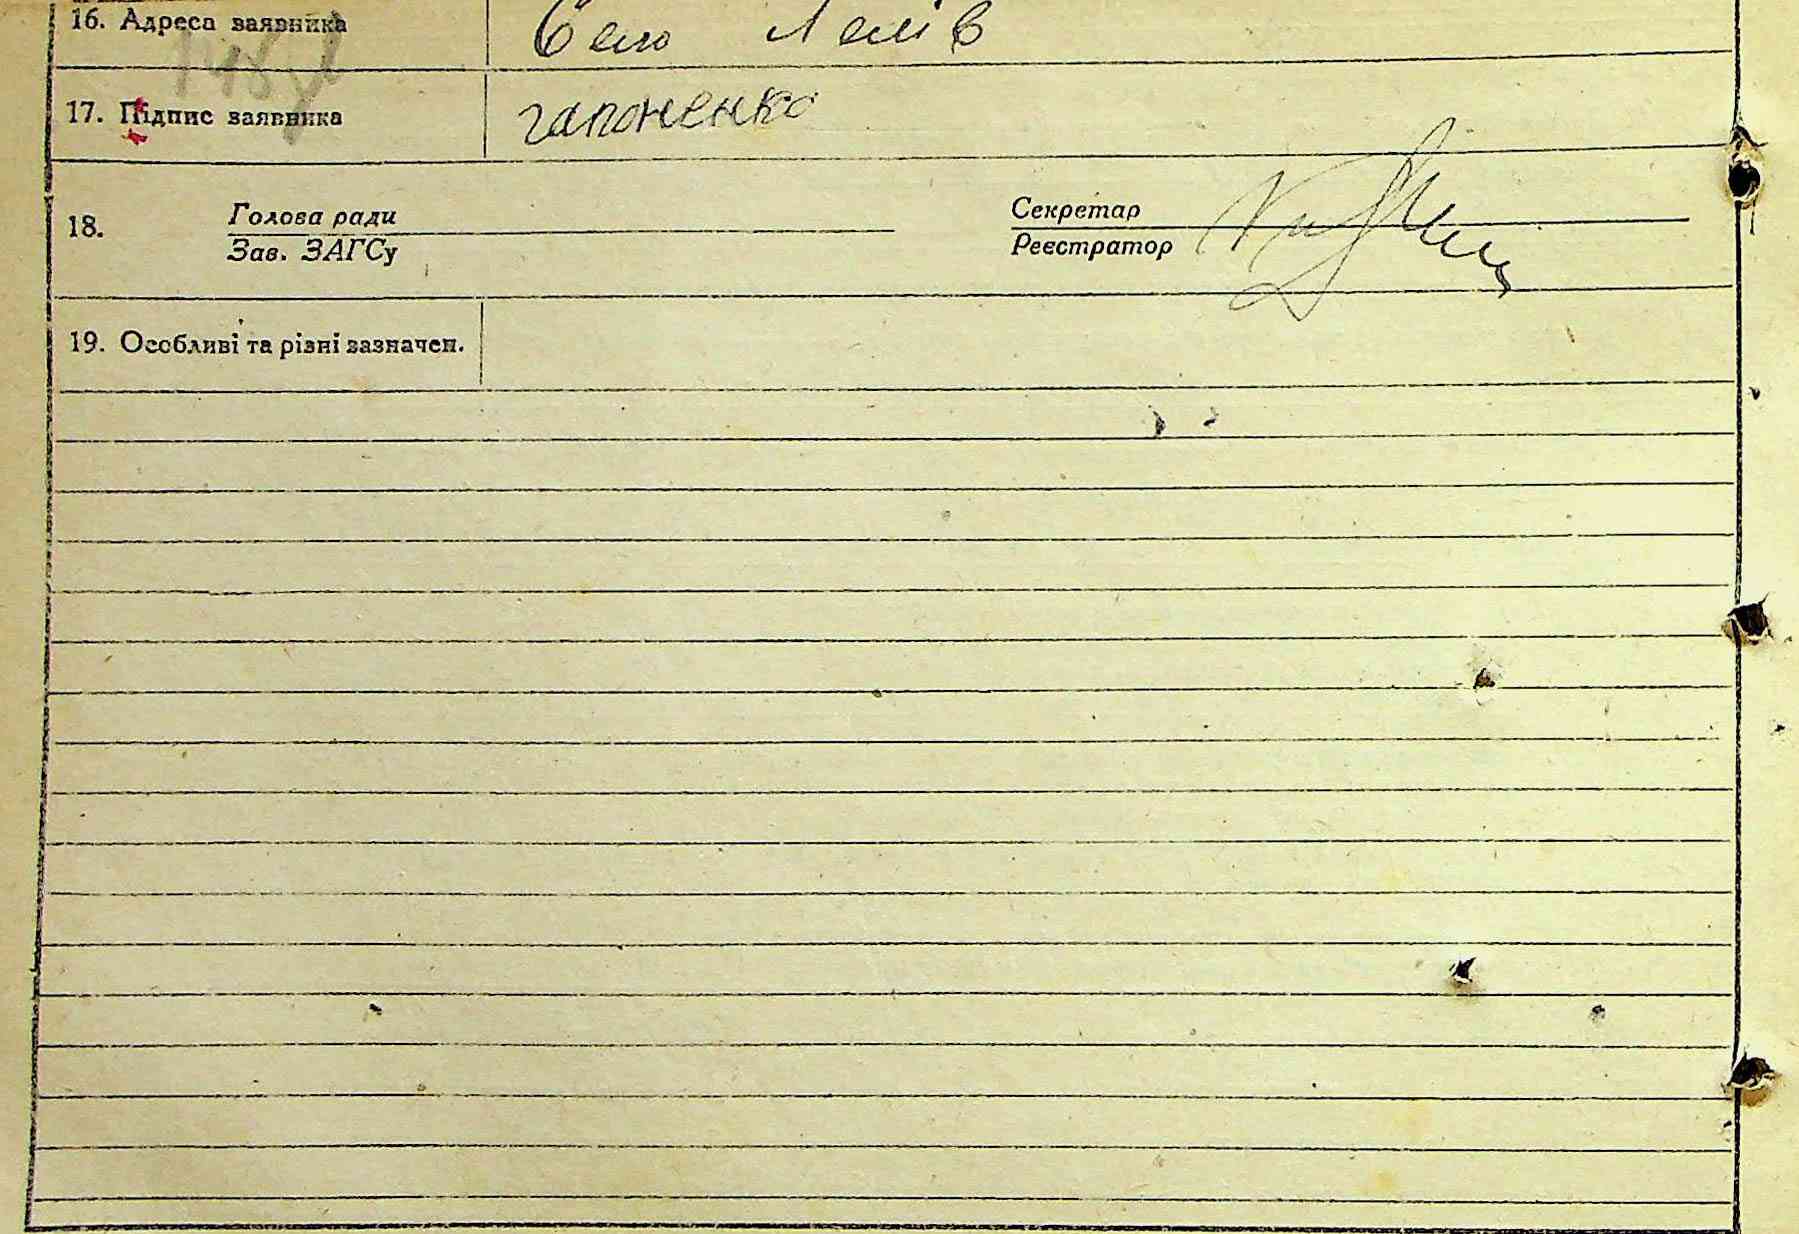 16. Адреса заявника Село Лелів
17. Підпис заявника гапоненко
18. Голова ради Секретар
Зав. ЗАГСу Реєстратор
19. Особливі та різні зазначен.